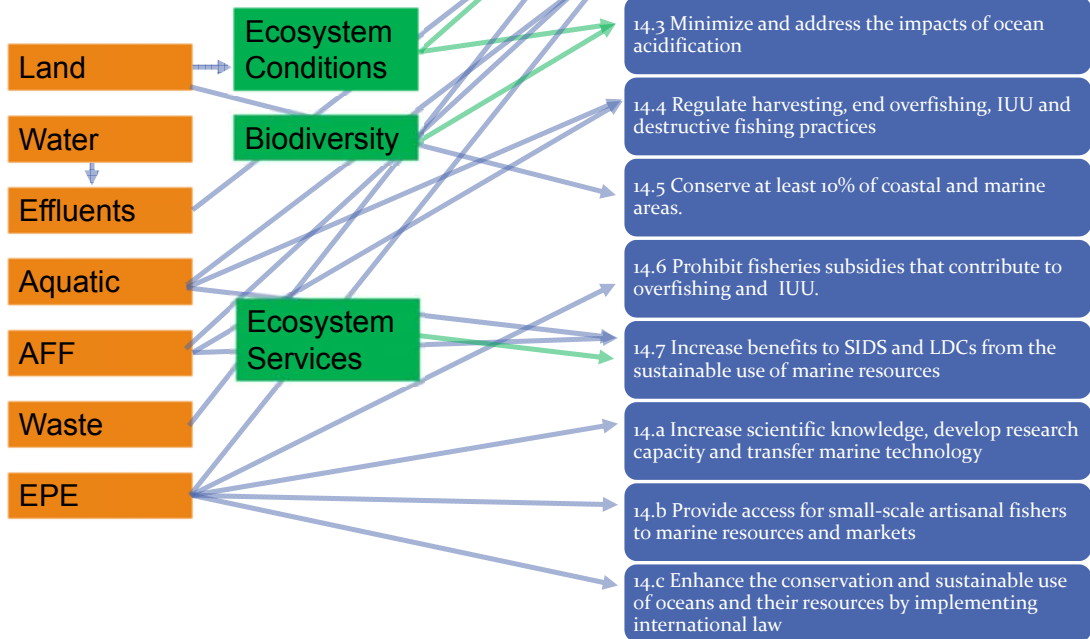 Land
Water
Effluents
Aquatic
AFF
Waste
EPE
Ecosystem
Conditions
Biodiversity
Ecosystem
Services
14.3 Minimize and address the impacts of ocean
acidification
14.4 Regulate harvesting, end overfishing, IUU and
destructive fishing practices
14.5 Conserve at least 10% of coastal and marine
areas.
14.6 Prohibit fisheries subsidies that contribute to
overfishing and IUU.
14.7 Increase benefits to SIDS and LDCs from the
sustainable use of marine resources
14.a Increase scientific knowledge, develop research
capacity and transfer marine technology
14.b Provide access for small-scale artisanal fishers
to marine resources and markets
14.c Enhance the conservation and sustainable use
of oceans and their resources by implementing
international law